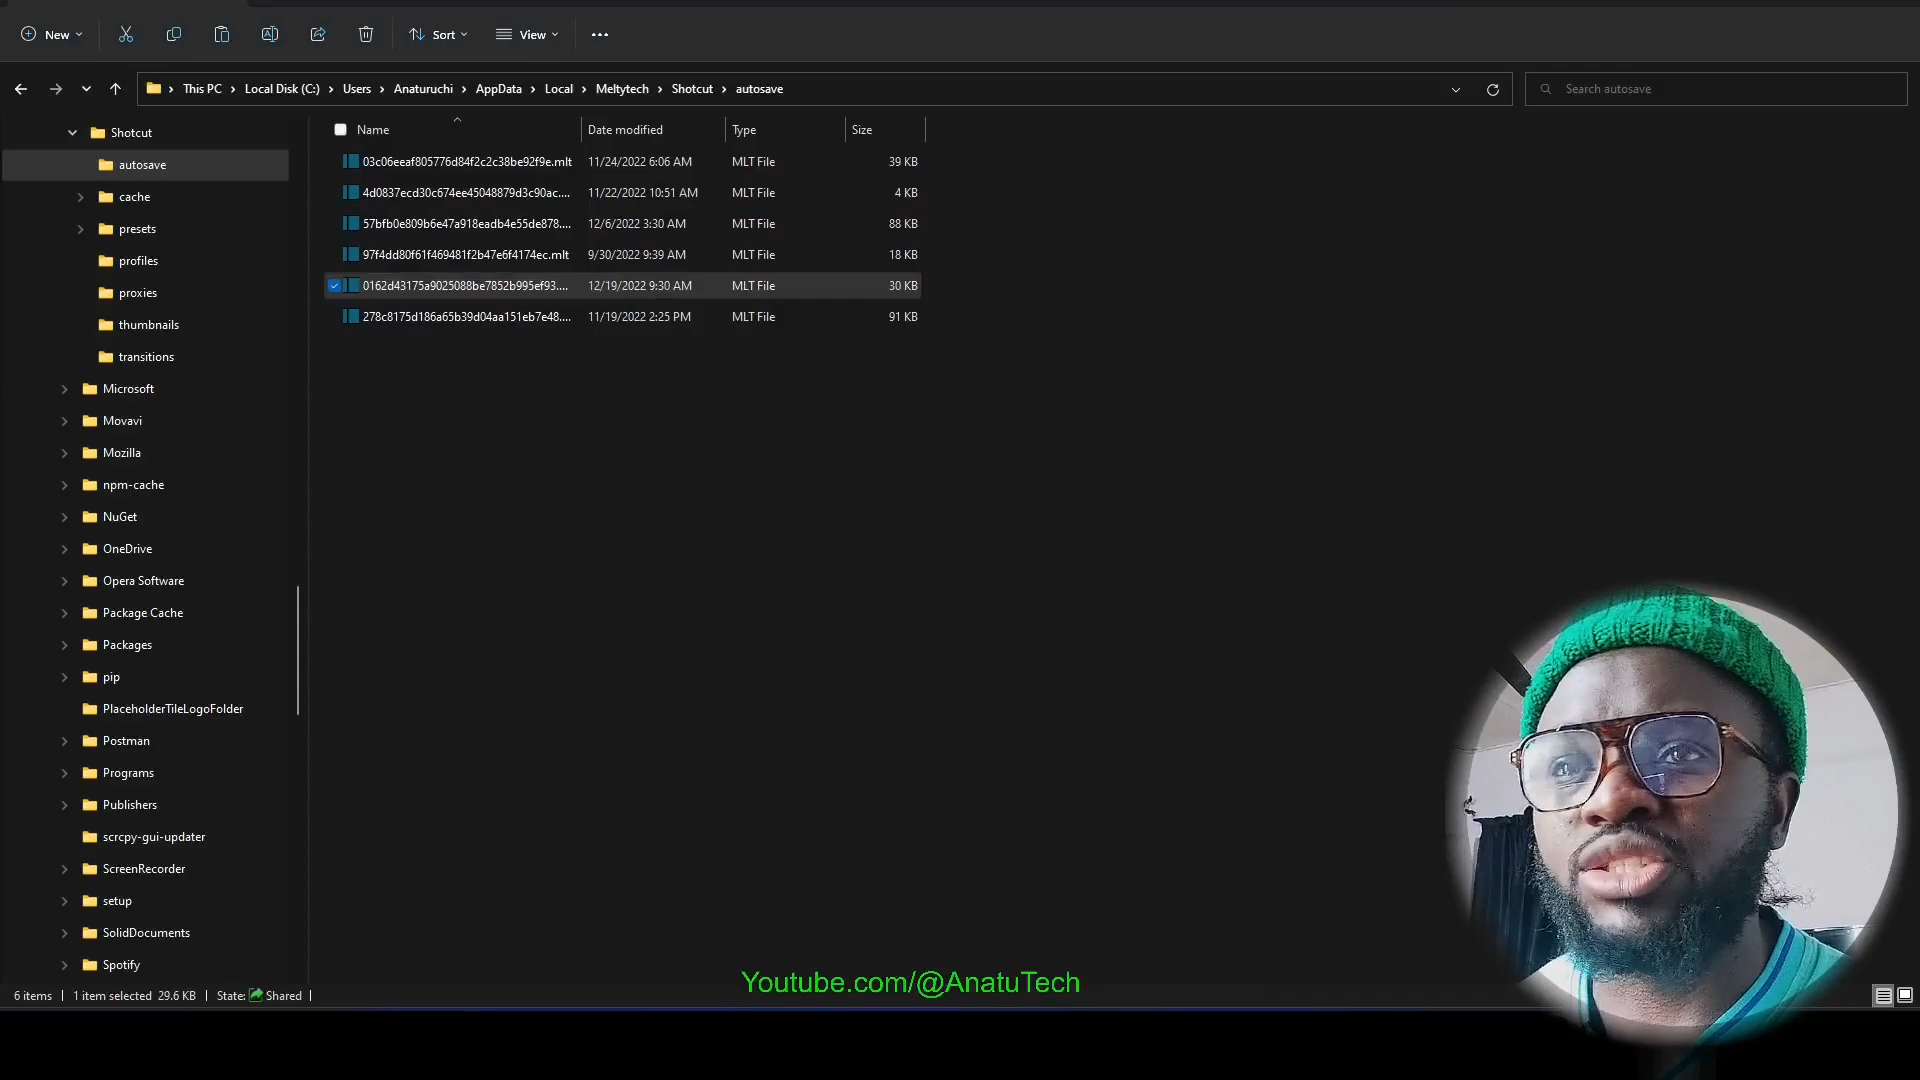 New
Sort
View
This PC
Local Disk (C:)
Users
Anaturuchi
AppData
Local
Meltytech
Shotcut
autosave
Search autosave
Shotcut
autosave
cache
presets
profiles
proxies
thumbnails
transitions
Microsoft
Movavi
Mozilla
npm-cache
NuGet
OneDrive
Opera Software
Package Cache
Packages
pip
PlaceholderTileLogoFolder
Postman
Programs
Publishers
scrcpy-gui-updater
ScreenRecorder
setup
SolidDocuments
Spotify
Name Date modified Type Size
03c06eeaf805776d84f2c2c38be92f9e.mlt 11/24/2022 6:06 AM MLT File 39 KB
4d0837ecd30c674ee45048879d3c90ac.... 11/22/2022 10:51 AM MLT File 4 KB
57bfb0e809b6e47a918eadb4e55de878.... 12/6/2022 3:30 AM MLT File 88 KB
97f4dd80f61f469481f2b47e6f4174ec.mlt 9/30/2022 9:39 AM MLT File 18 KB
0162d43175a9025088be7852b995ef93.... 12/19/2022 9:30 AM MLT File 30 KB
278c8175d186a65b39d04aa151eb7e48.... 11/19/2022 2:25 PM MLT File 91 KB
6 items 1 item selected 29.6 KB State: Shared
Youtube.com/@AnatuTech